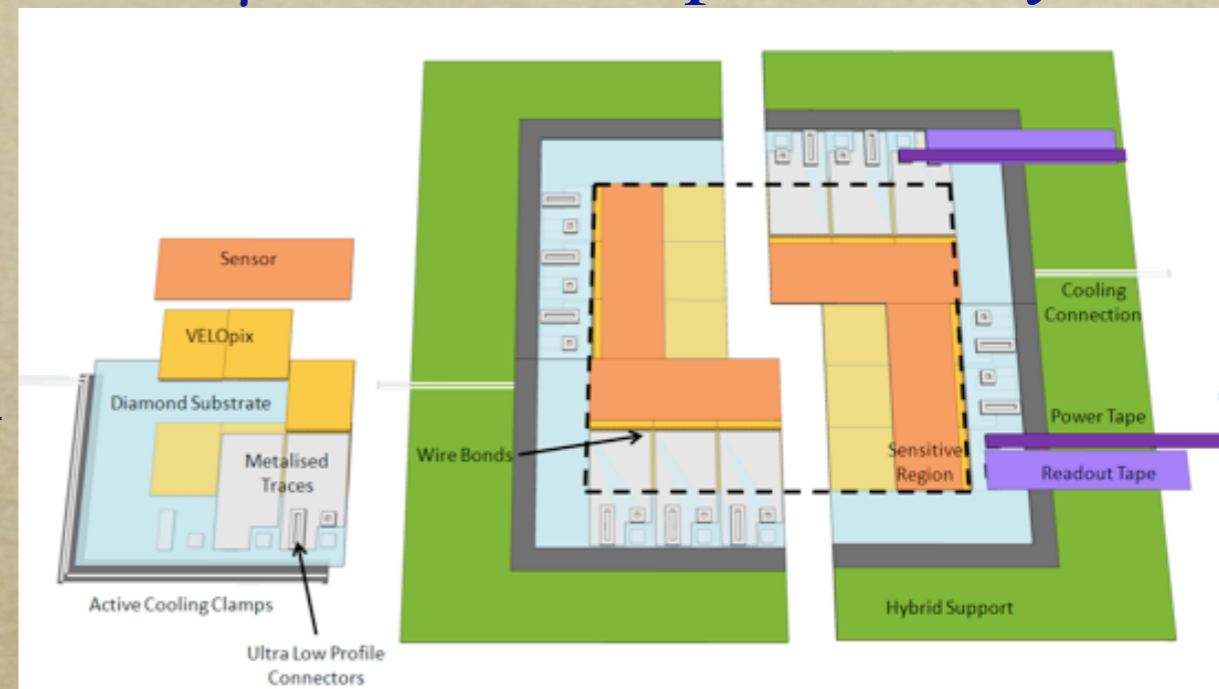 Sensor
VELOpix
Diamond Substrate
Metalised
Traces
Active Cooling Clamps
Ultra Low Profile
Connectors
Wire Bonds
Cooling
Connection
Power Tape
Sensitive
Region
Readout Tape
Hybrid Support